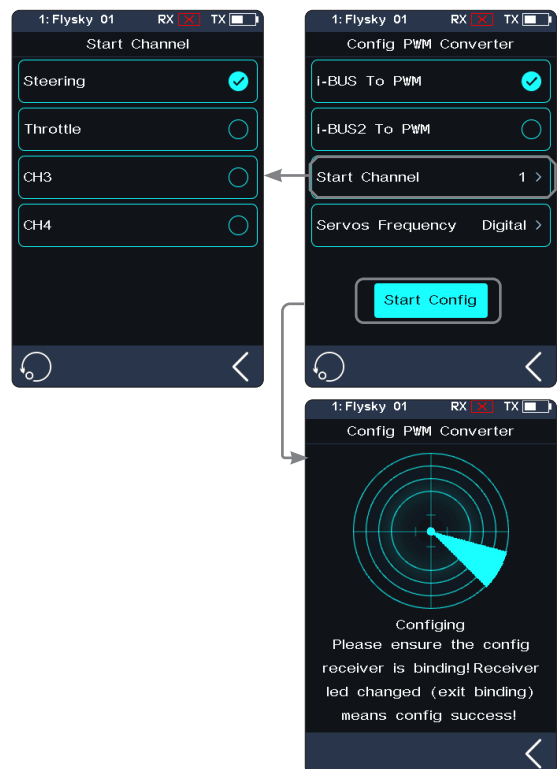 1: Flysky 01 RX TX
Start Channel
Steering
Throttle
CH3
CH4
1: Flysky 01 RX TX
Config PWM Converter
i-BUS To PWM
i-BUS2 To PWM
Start Channel 1 >
Servos Frequency Digital >
Start Config
1: Flysky 01 RX TX
Config PWM Converter
Configing
Please ensure the config
receiver is binding! Receiver
led changed (exit binding)
means config success!